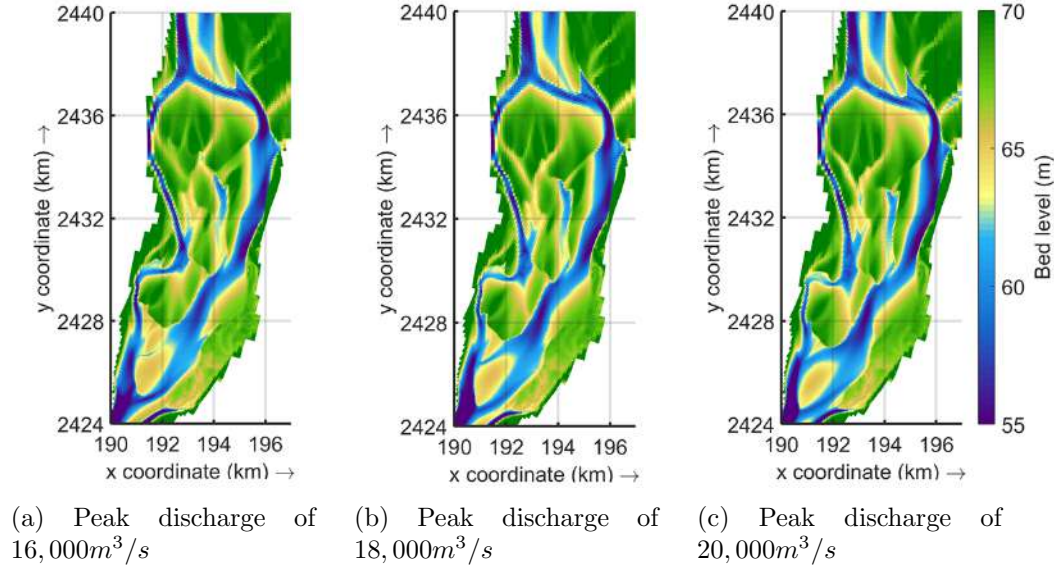 2440
2436
2432
2428
2424
y coordinate (km) →
190 192 194 196
x coordinate (km) →
2440
2436
2432
2428
2424
y coordinate (km) →
190 192 194 196
x coordinate (km) →
2440
2436
2432
2428
2424
y coordinate (km) →
190 192 194 196
x coordinate (km) →
70
65
60
55
Bed level (m)
(a) Peak discharge of
16,000m³/s
(b) Peak discharge of
18,000m³/s
(c) Peak discharge of
20,000m³/s